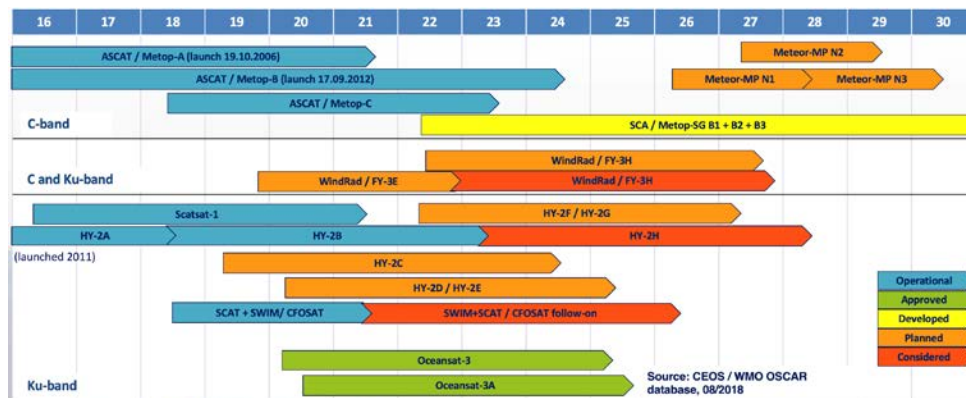 16 17 18 19 20 21 22 23 24 25 26 27 28 29 30
ASCAT / Metop-A (launch 19.10.2006)
Meteor-MP N2
ASCAT / Metop-B (launch 17.09.2012)
Meteor-MP N1
Meteor-MP N3
ASCAT / Metop-C
C-band
SCA / Metop-SG B1 + B2 + B3
WindRad / FY-3H
C and Ku-band
WindRad / FY-3E
WindRad / FY-3H
Scatsat-1
HY-2F / HY-2G
HY-2A
HY-2B
HY-2H
(launched 2011)
HY-2C
HY-2D / HY-2E
SCAT + SWIM/ CFOSAT
SWIM+SCAT / CFOSAT follow-on
Operational
Approved
Developed
Planned
Considered
Oceansat-3
Oceansat-3A
Ku-band
Source: CEOS / WMO OSCAR
database, 08/2018